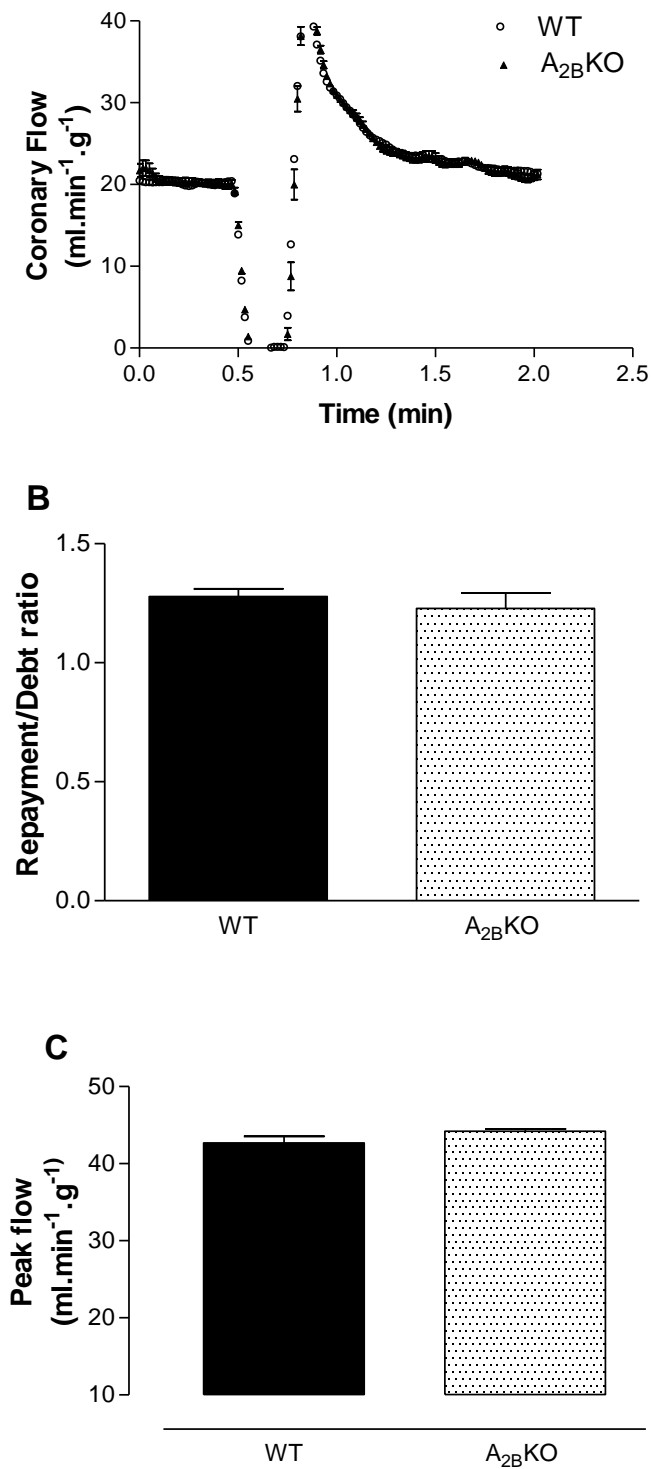 WT
A2BKO
Coronary Flow
(ml.min-1.g-1)
40
30
20
10
0
0.0 0.5 1.0 1.5 2.0 2.5
Time (min)
B
Repayment/Debt ratio
1.5
1.0
0.5
0.0
WT A2BKO
C
Peak flow
(ml.min-1.g-1)
50
40
30
20
10
WT A2BKO